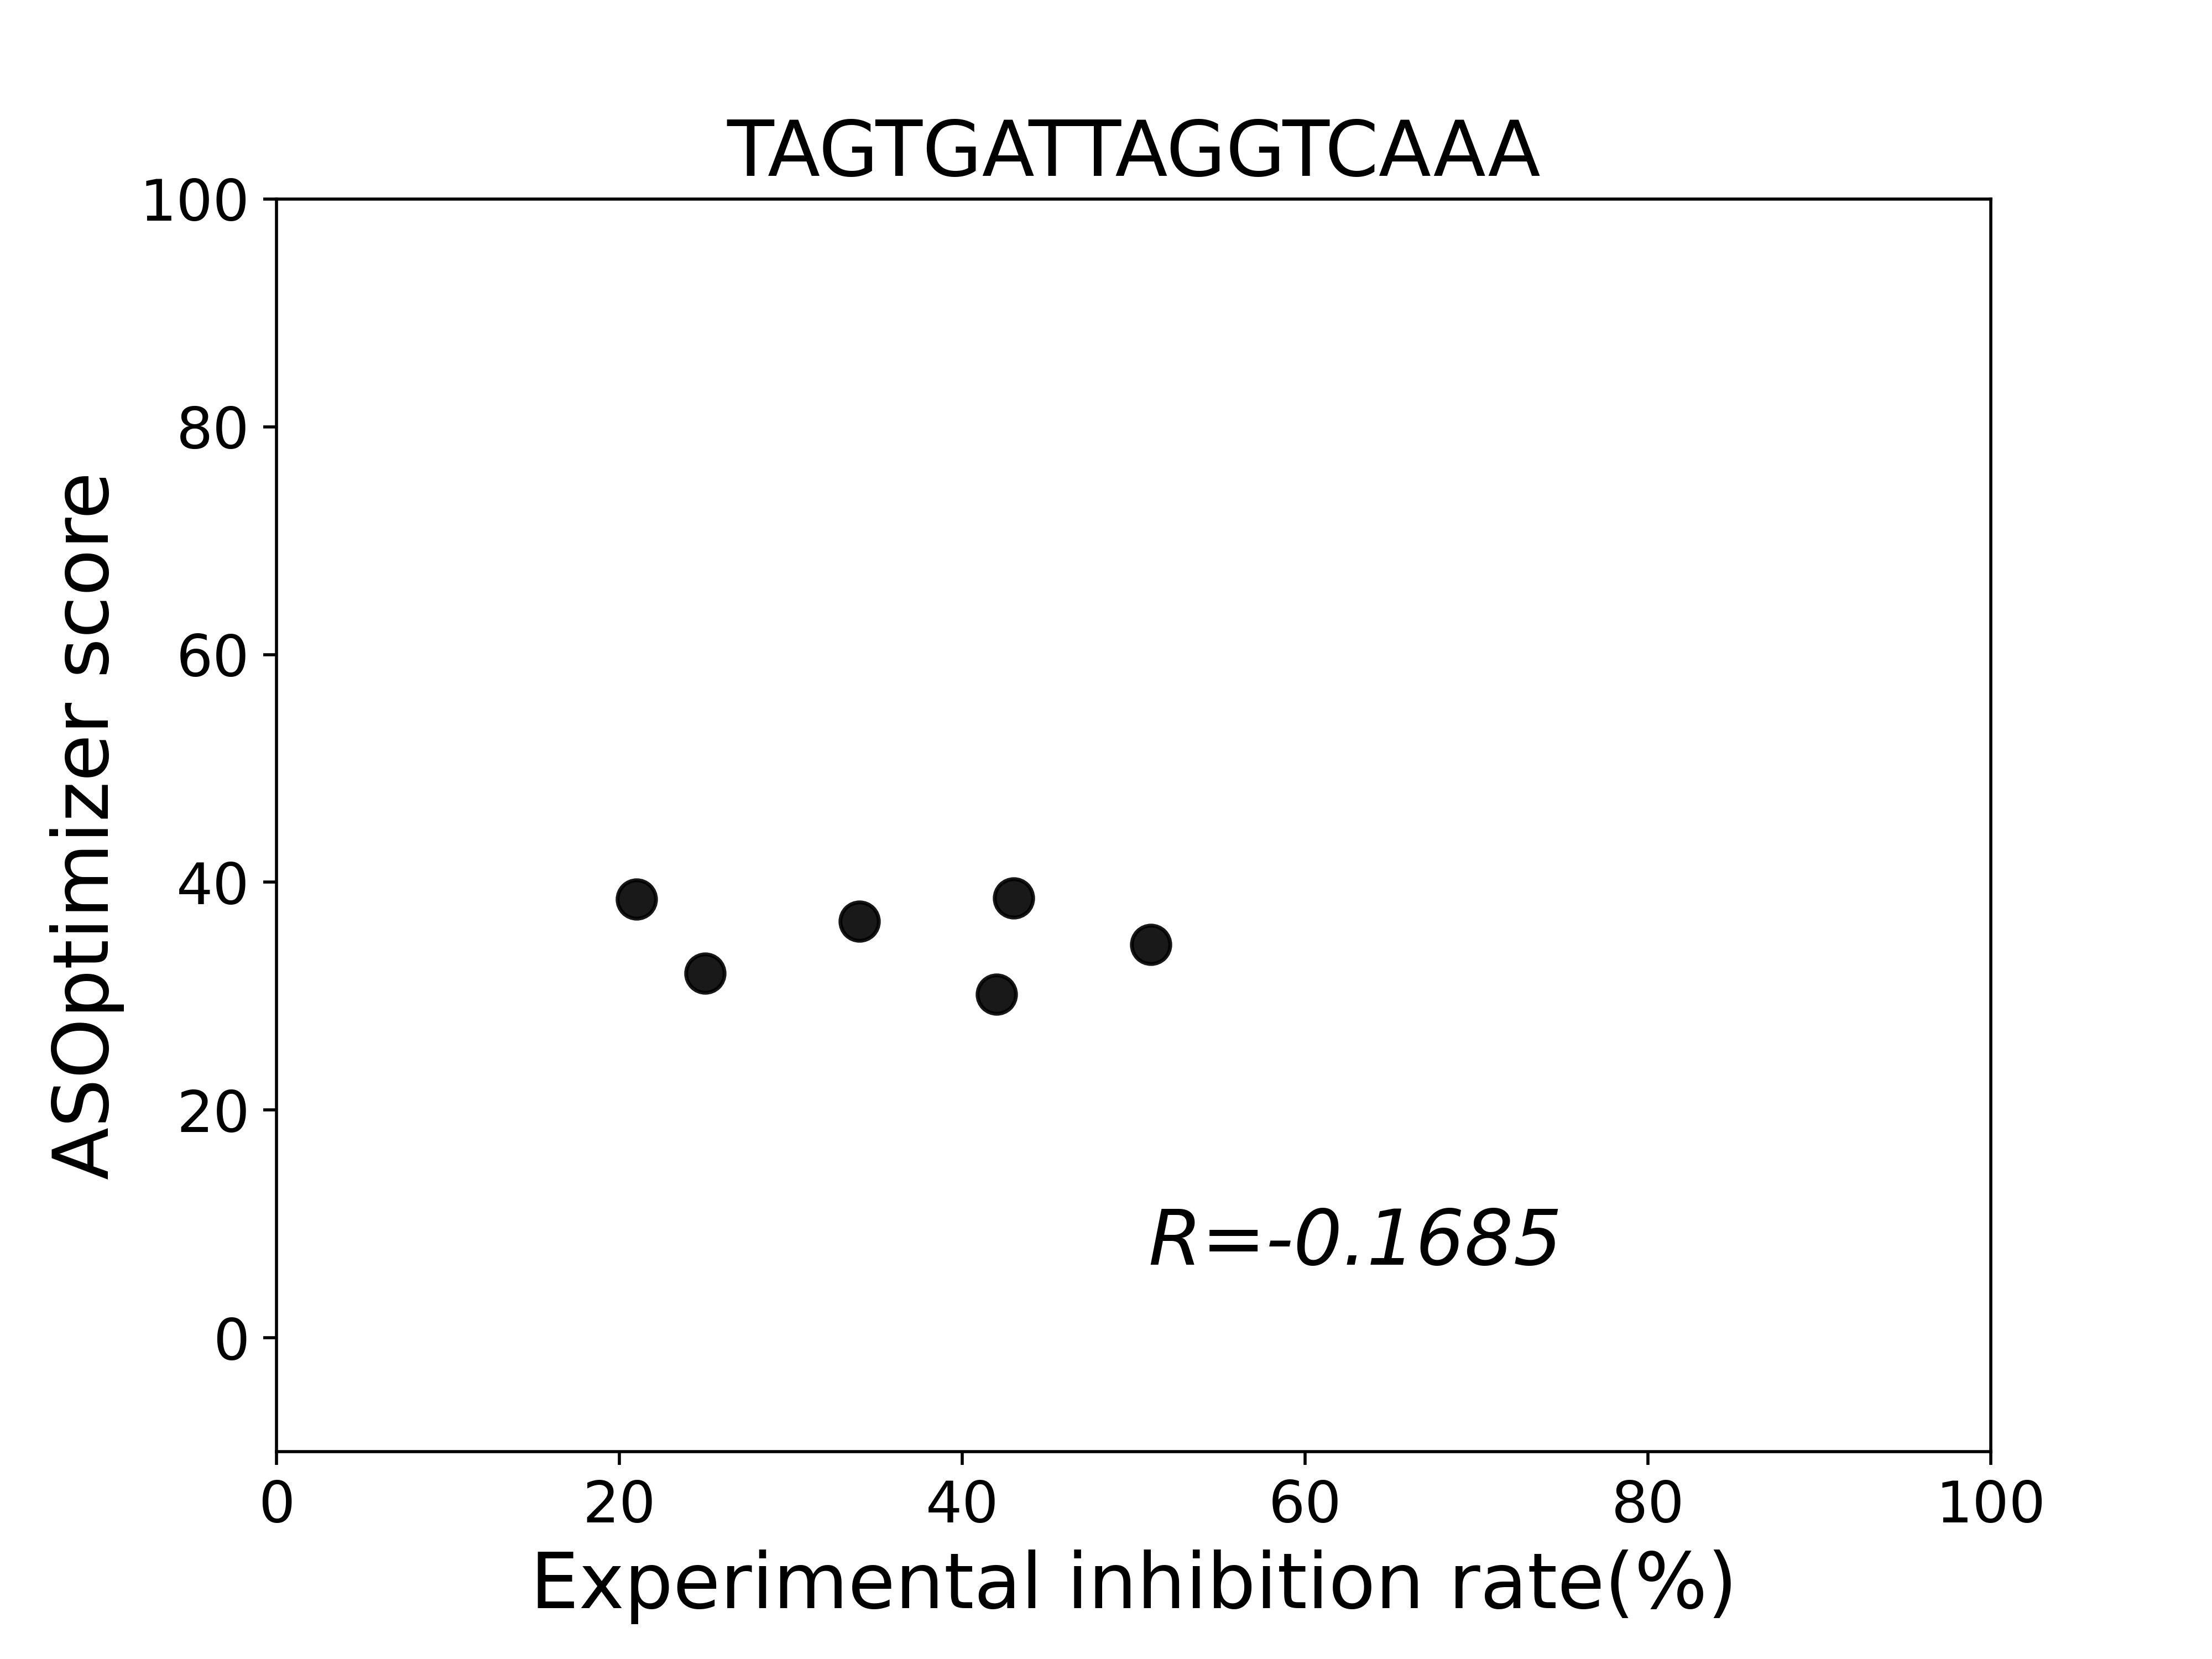 TAGTGATTAGGTCAAA
100
80
60
40
20
0
ASOptimizer score
R=-0.1685
0 20 40 60 80 100
Experimental inhibition rate(%)